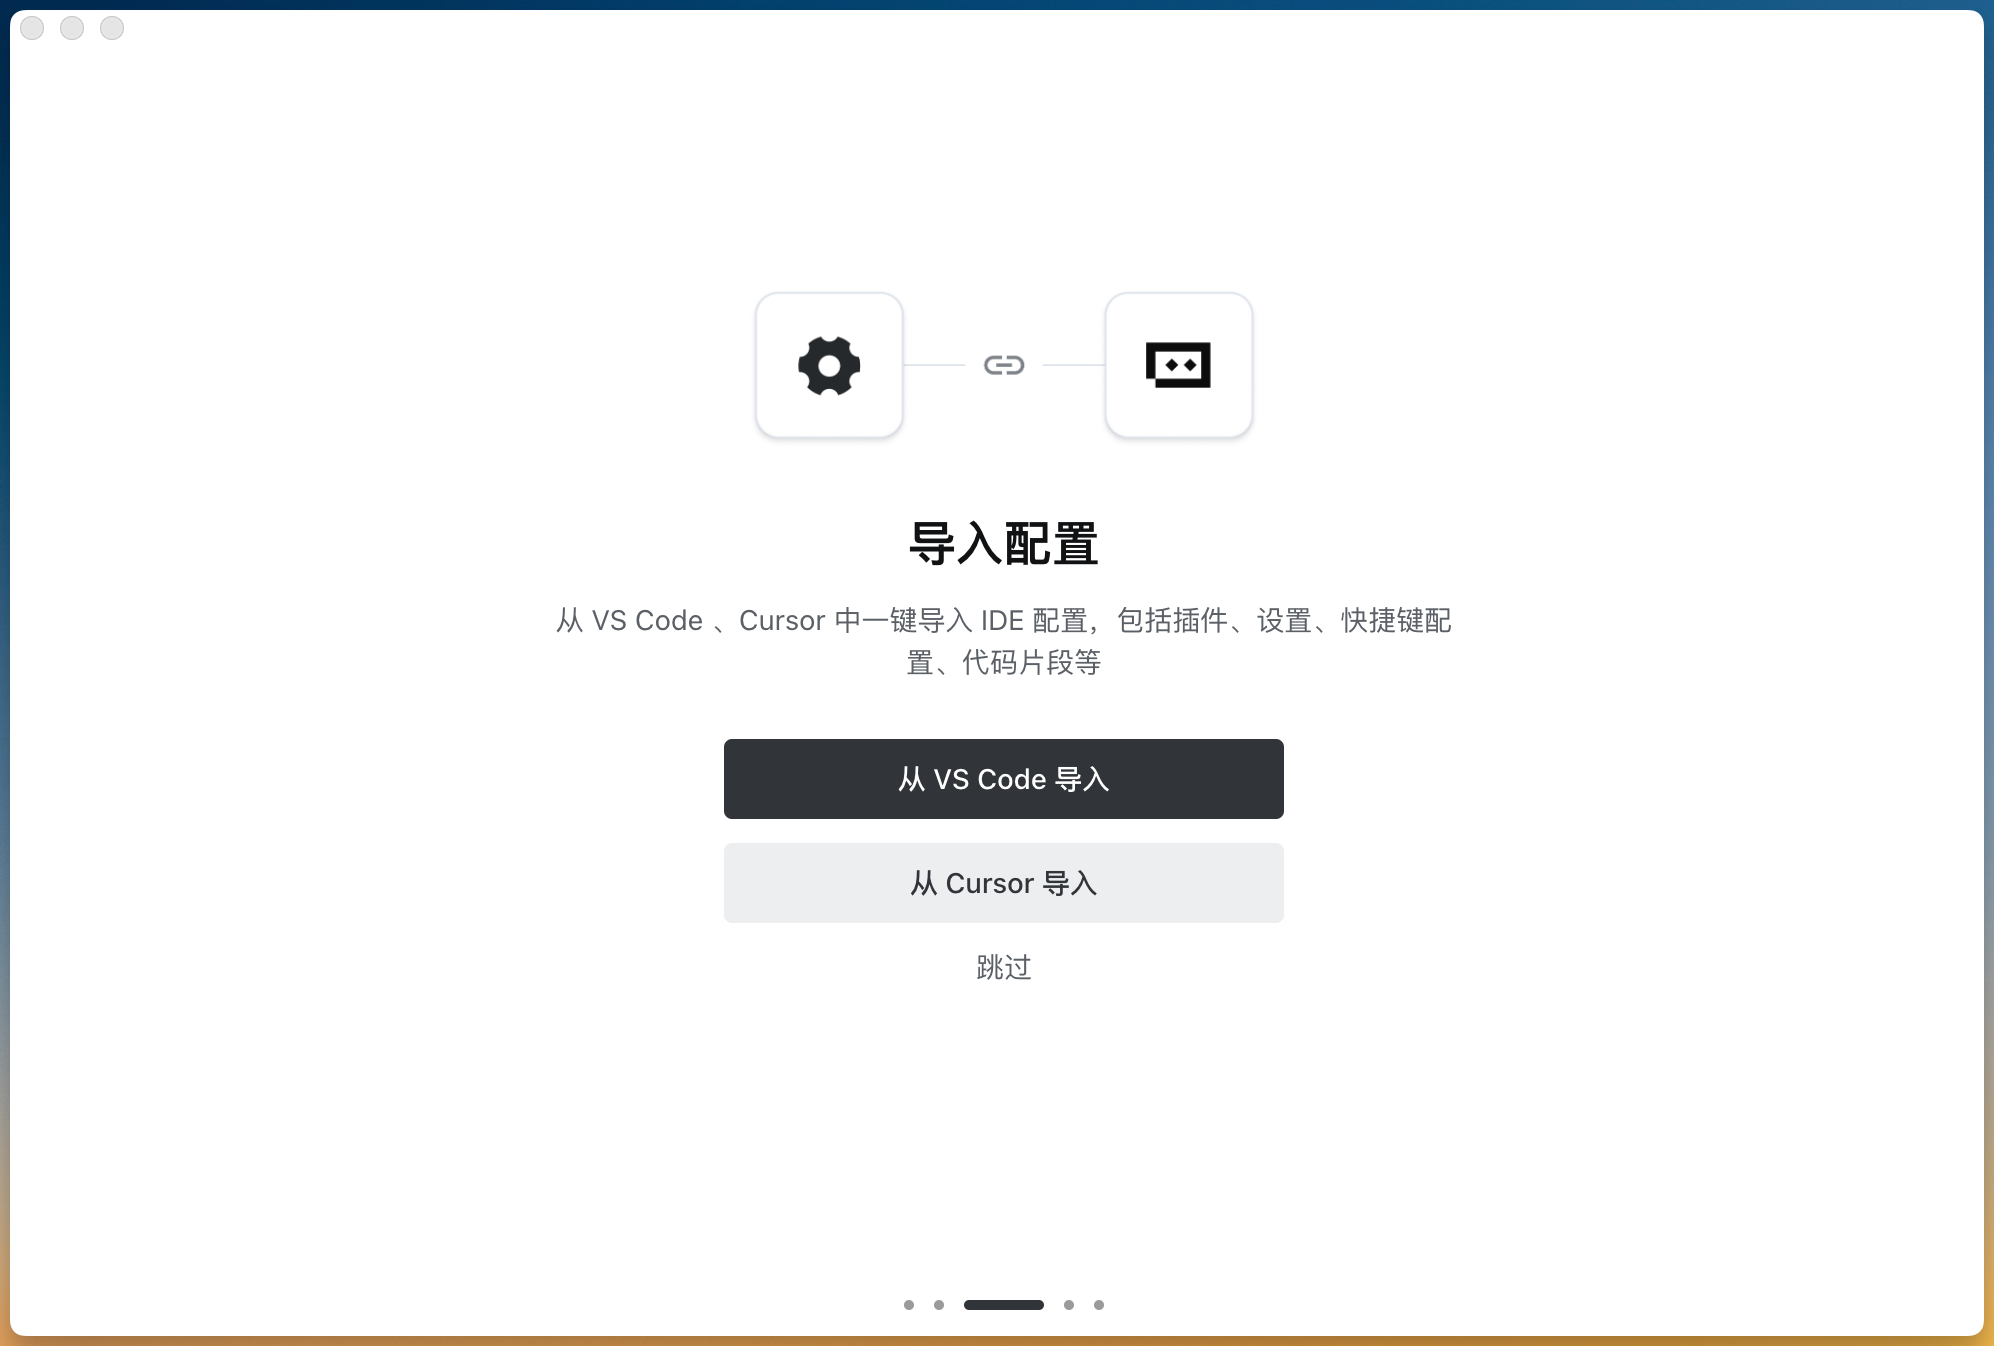 导入配置
从 VS Code 、Cursor 中一键导入 IDE 配置，包括插件、设置、快捷键配
置、代码片段等
从 VS Code 导入
从 Cursor 导入
跳过